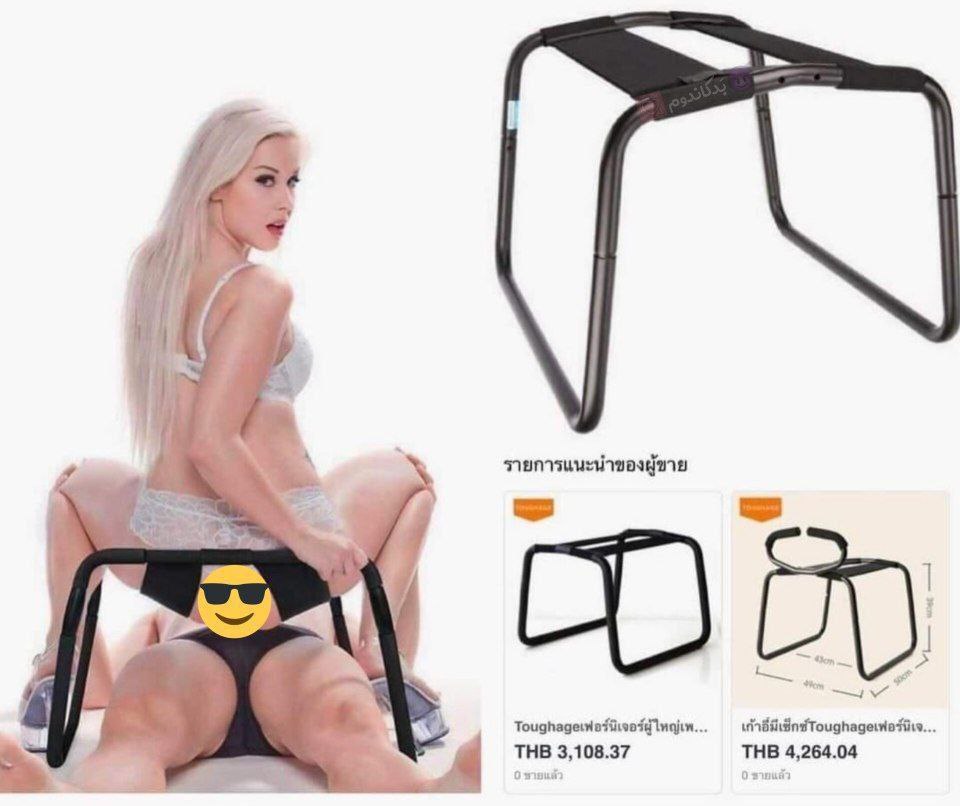 بدكاندوم
รายการแนะนำของผู้ขาย
TOUGHAGE
TOUGHAGE
39cm
43cm
49cm
50cm
Toughageเฟอร์นิเจอร์ผู้ใหญ่เพ...
เก้าอี้มีเซ็กซ์Toughageเฟอร์นิเจ...
THB 3,108.37
THB 4,264.04
0 ขายแล้ว
0 ขายแล้ว